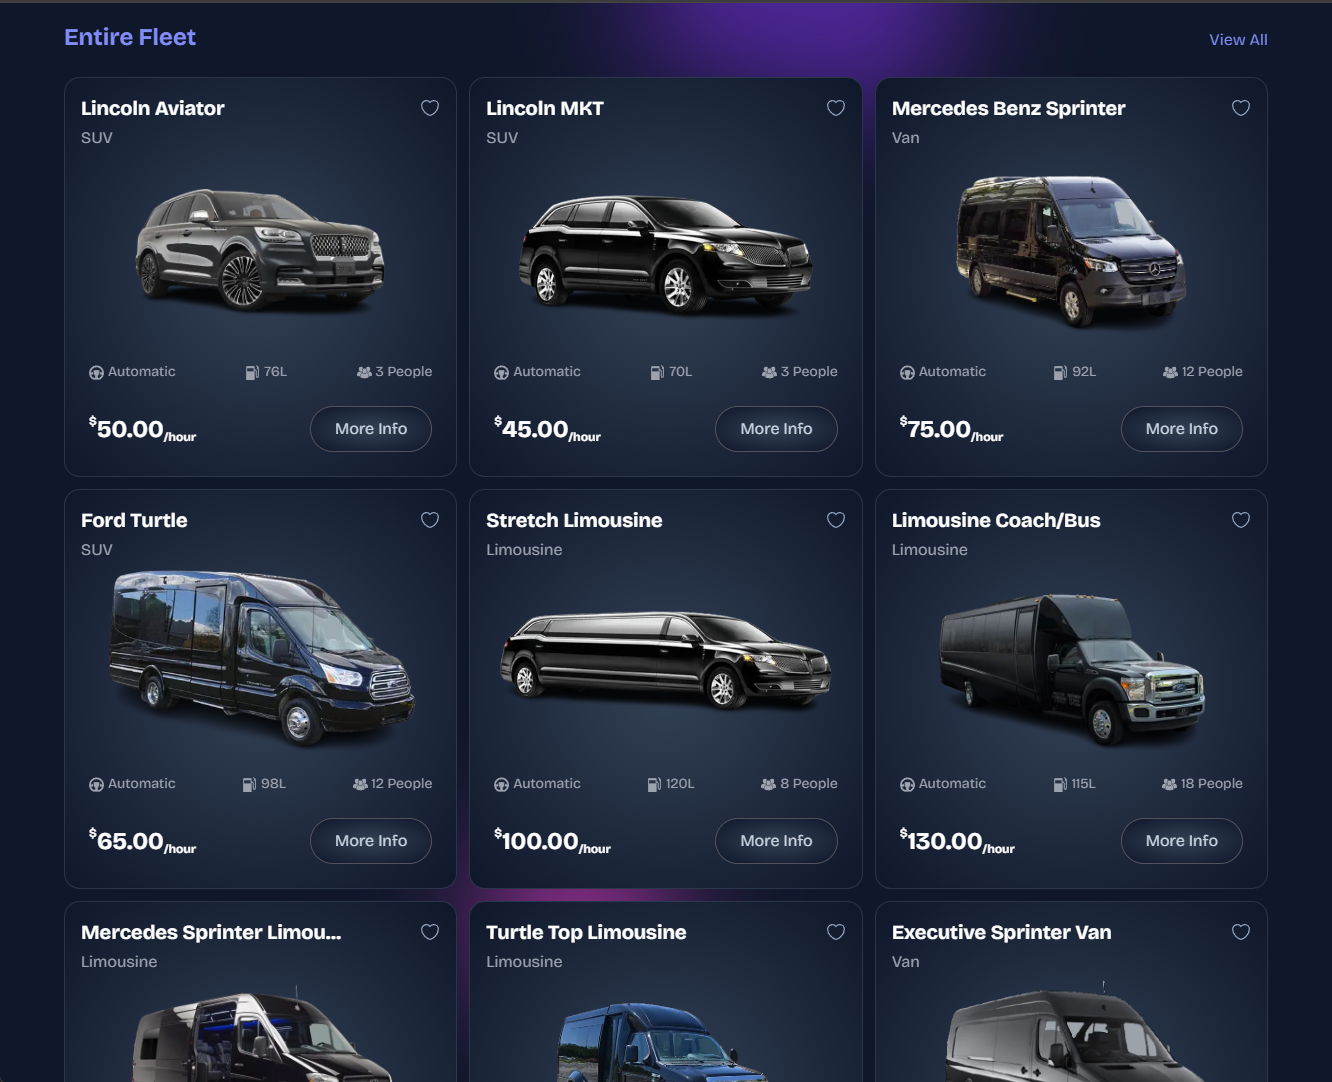 Entire Fleet
View All
Lincoln Aviator
SUV
Automatic 76L 3 People
$50.00/hour
More Info
Lincoln MKT
SUV
Automatic 70L 3 People
$45.00/hour
More Info
Mercedes Benz Sprinter
Van
Automatic 92L 12 People
$75.00/hour
More Info
Ford Turtle
SUV
Automatic 98L 12 People
$65.00/hour
More Info
Stretch Limousine
Limousine
Automatic 120L 8 People
$100.00/hour
More Info
Limousine Coach/Bus
Limousine
Automatic 115L 18 People
$130.00/hour
More Info
Mercedes Sprinter Limou...
Limousine
Turtle Top Limousine
Limousine
Executive Sprinter Van
Van